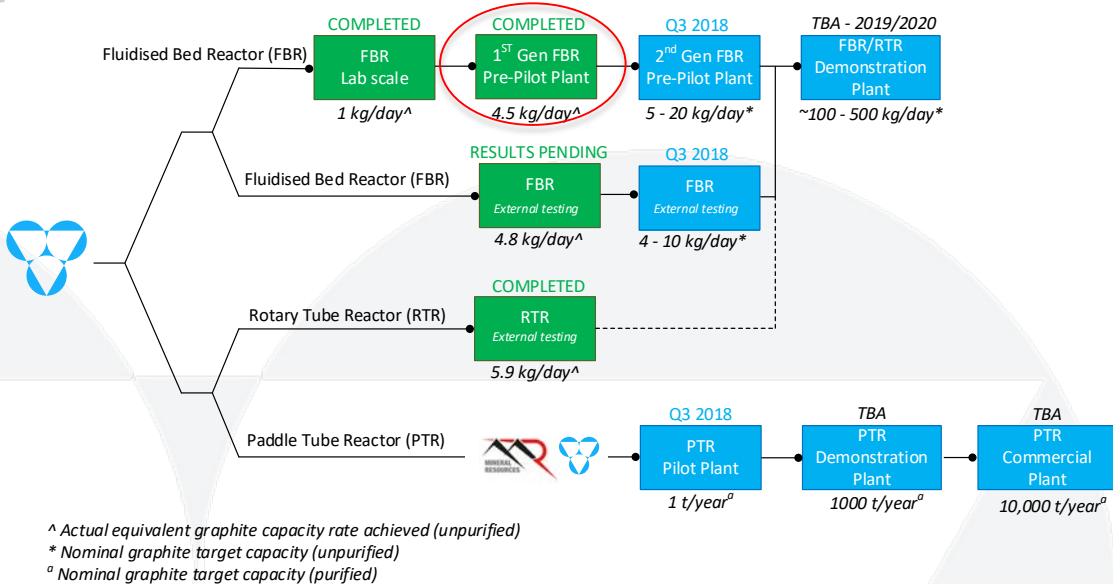 COMPLETED
COMPLETED
Q3 2018
TBA - 2019/2020
Fluidised Bed Reactor (FBR)
FBR
Lab scale
1ST Gen FBR
Pre-Pilot Plant
2nd Gen FBR
Pre-Pilot Plant
FBR/RTR
Demonstration
Plant
1 kg/day^
4.5 kg/day^
5 - 20 kg/day*
~100 - 500 kg/day*
RESULTS PENDING
Q3 2018
Fluidised Bed Reactor (FBR)
FBR
External testing
FBR
External testing
4.8 kg/day^
4 - 10 kg/day*
COMPLETED
Rotary Tube Reactor (RTR)
RTR
External testing
5.9 kg/day^
Q3 2018
TBA
TBA
Paddle Tube Reactor (PTR)
MINERAL
RESOURCES
PTR
Pilot Plant
PTR
Demonstration
Plant
PTR
Commercial
Plant
1 t/yearª
1000 t/yearª
10,000 t/yearª
^ Actual equivalent graphite capacity rate achieved (unpurified)
* Nominal graphite target capacity (unpurified)
ª Nominal graphite target capacity (purified)